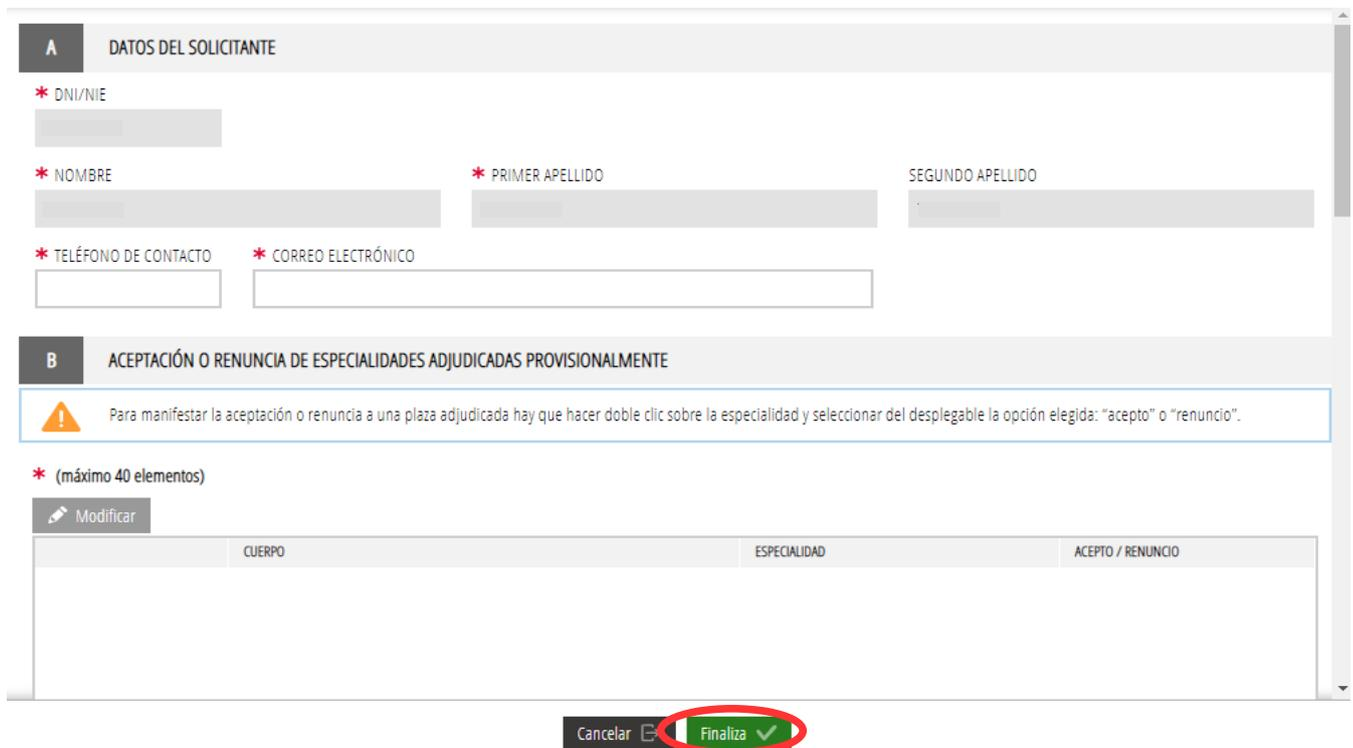 A DATOS DEL SOLICITANTE
* DNI/NIE
* NOMBRE * PRIMER APELLIDO SEGUNDO APELLIDO
* TELÉFONO DE CONTACTO * CORREO ELECTRÓNICO
B ACEPTACIÓN O RENUNCIA DE ESPECIALIDADES ADJUDICADAS PROVISIONALMENTE
Para manifestar la aceptación o renuncia a una plaza adjudicada hay que hacer doble clic sobre la especialidad y seleccionar del desplegable la opción elegida: "acepto" o "renuncio".
* (máximo 40 elementos)
Modificar
CUERPO ESPECIALIDAD ACEPTO / RENUNCIO
Cancelar Finaliza